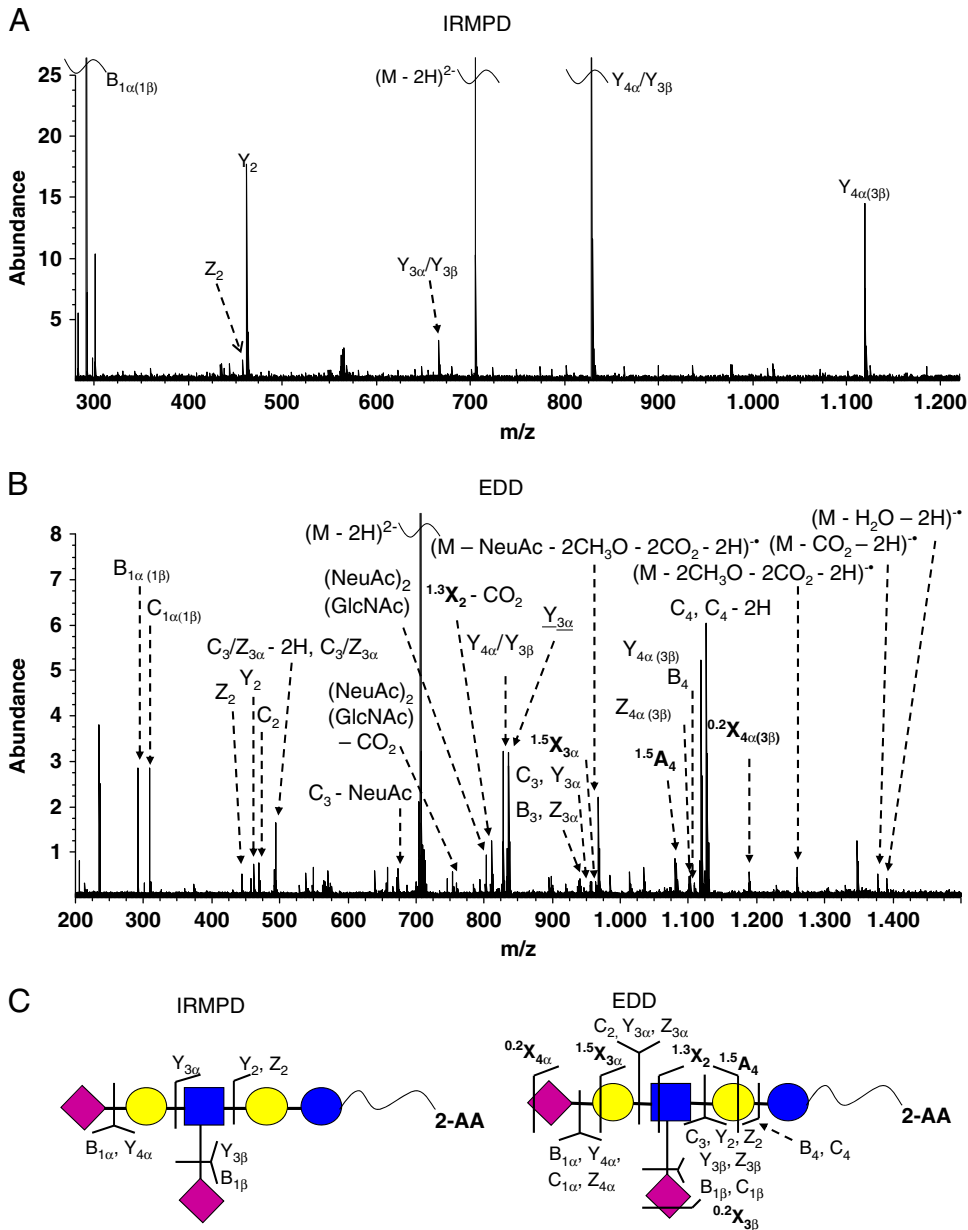 A
IRMPD
Abundance
25
20
15
10
5
B1α(1β)
(M - 2H)2-
Y4α/Y3β
Y2
Z2
Y3α/Y3β
Y4α(3β)
300 400 500 600 700 800 900 1.000 1.100 1.200
m/z
B
EDD
Abundance
8
7
6
5
4
3
2
1
(M - 2H)2-
(M – NeuAc - 2CH3O - 2CO2 - 2H)-•
(M - H2O – 2H)-•
(M - CO2 – 2H)-•
(M - 2CH3O - 2CO2 - 2H)-•
B1α (1β)
C1α(1β)
(NeuAc)2
(GlcNAc)
1.3X2 - CO2
Y3α
Y4α/Y3β
C4, C4 - 2H
C3/Z3α - 2H, C3/Z3α
Y2
Z2
C2
(NeuAc)2
(GlcNAc)
– CO2
C3 - NeuAc
1.5X3α
C3, Y3α
B3, Z3α
Y4α (3β)
B4
Z4α (3β)
1.5A4
0.2X4α(3β)
200 300 400 500 600 700 800 900 1.000 1.100 1.200 1.300 1.400
m/z
C
IRMPD
Y3α
Y2, Z2
B1α, Y4α
Y3β
B1β
2-AA
EDD
C2, Y3α, Z3α
0.2X4α
1.5X3α
1.3X2
1.5A4
2-AA
B1α, Y4α,
C1α, Z4α
C3, Y2, Z2
B4, C4
Y3β, Z3β
B1β, C1β
0.2X3β